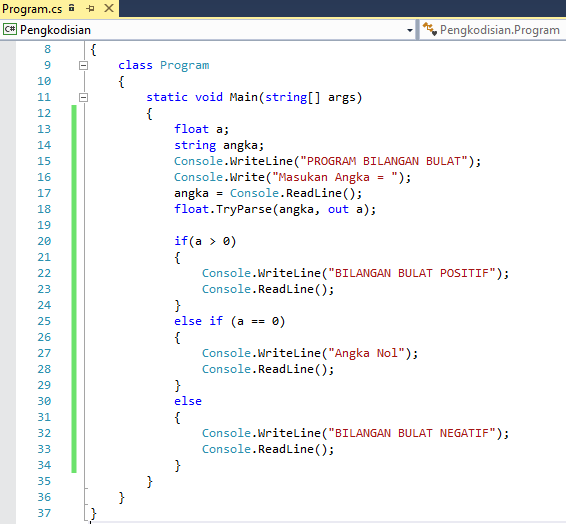 Program.cs
C# Pengkodisian
Pengkodisian.Program
8 {
9 class Program
10 {
11 static void Main(string[] args)
12 {
13 float a;
14 string angka;
15 Console.WriteLine("PROGRAM BILANGAN BULAT");
16 Console.Write("Masukan Angka = ");
17 angka = Console.ReadLine();
18 float.TryParse(angka, out a);
19
20 if(a > 0)
21 {
22 Console.WriteLine("BILANGAN BULAT POSITIF");
23 Console.ReadLine();
24 }
25 else if (a == 0)
26 {
27 Console.WriteLine("Angka Nol");
28 Console.ReadLine();
29 }
30 else
31 {
32 Console.WriteLine("BILANGAN BULAT NEGATIF");
33 Console.ReadLine();
34 }
35 }
36 }
37 }